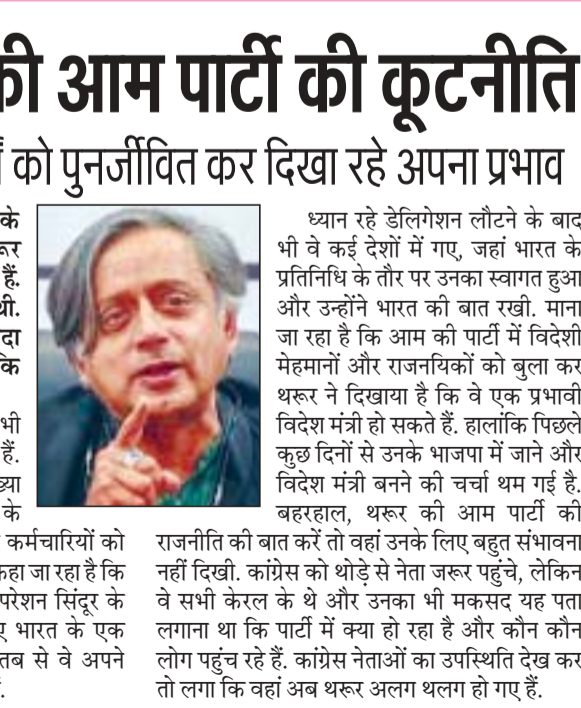 की आम पार्टी की कूटनीति
को पुनर्जीवित कर दिखा रहे अपना प्रभाव
के
रूर
हैं.
थी.
दा
कि
भी
हैं.
ख्या
के
कर्मचारियों को
कहा जा रहा है कि
परेशन सिंदूर के
ए भारत के एक
तब से वे अपने
ध्यान रहे डेलिगेशन लौटने के बाद
भी वे कई देशों में गए, जहां भारत के
प्रतिनिधि के तौर पर उनका स्वागत हुआ
और उन्होंने भारत की बात रखी. माना
जा रहा है कि आम की पार्टी में विदेशी
मेहमानों और राजनयिकों को बुला कर
थरूर ने दिखाया है कि वे एक प्रभावी
विदेश मंत्री हो सकते हैं. हालांकि पिछले
कुछ दिनों से उनके भाजपा में जाने और
विदेश मंत्री बनने की चर्चा थम गई है.
बहरहाल, थरूर की आम पार्टी की
राजनीति की बात करें तो वहां उनके लिए बहुत संभावना
नहीं दिखी. कांग्रेस को थोड़े से नेता जरूर पहुंचे, लेकिन
वे सभी केरल के थे और उनका भी मकसद यह पता
लगाना था कि पार्टी में क्या हो रहा है और कौन कौन
लोग पहुंच रहे हैं. कांग्रेस नेताओं का उपस्थिति देख कर
तो लगा कि वहां अब थरूर अलग थलग हो गए हैं.